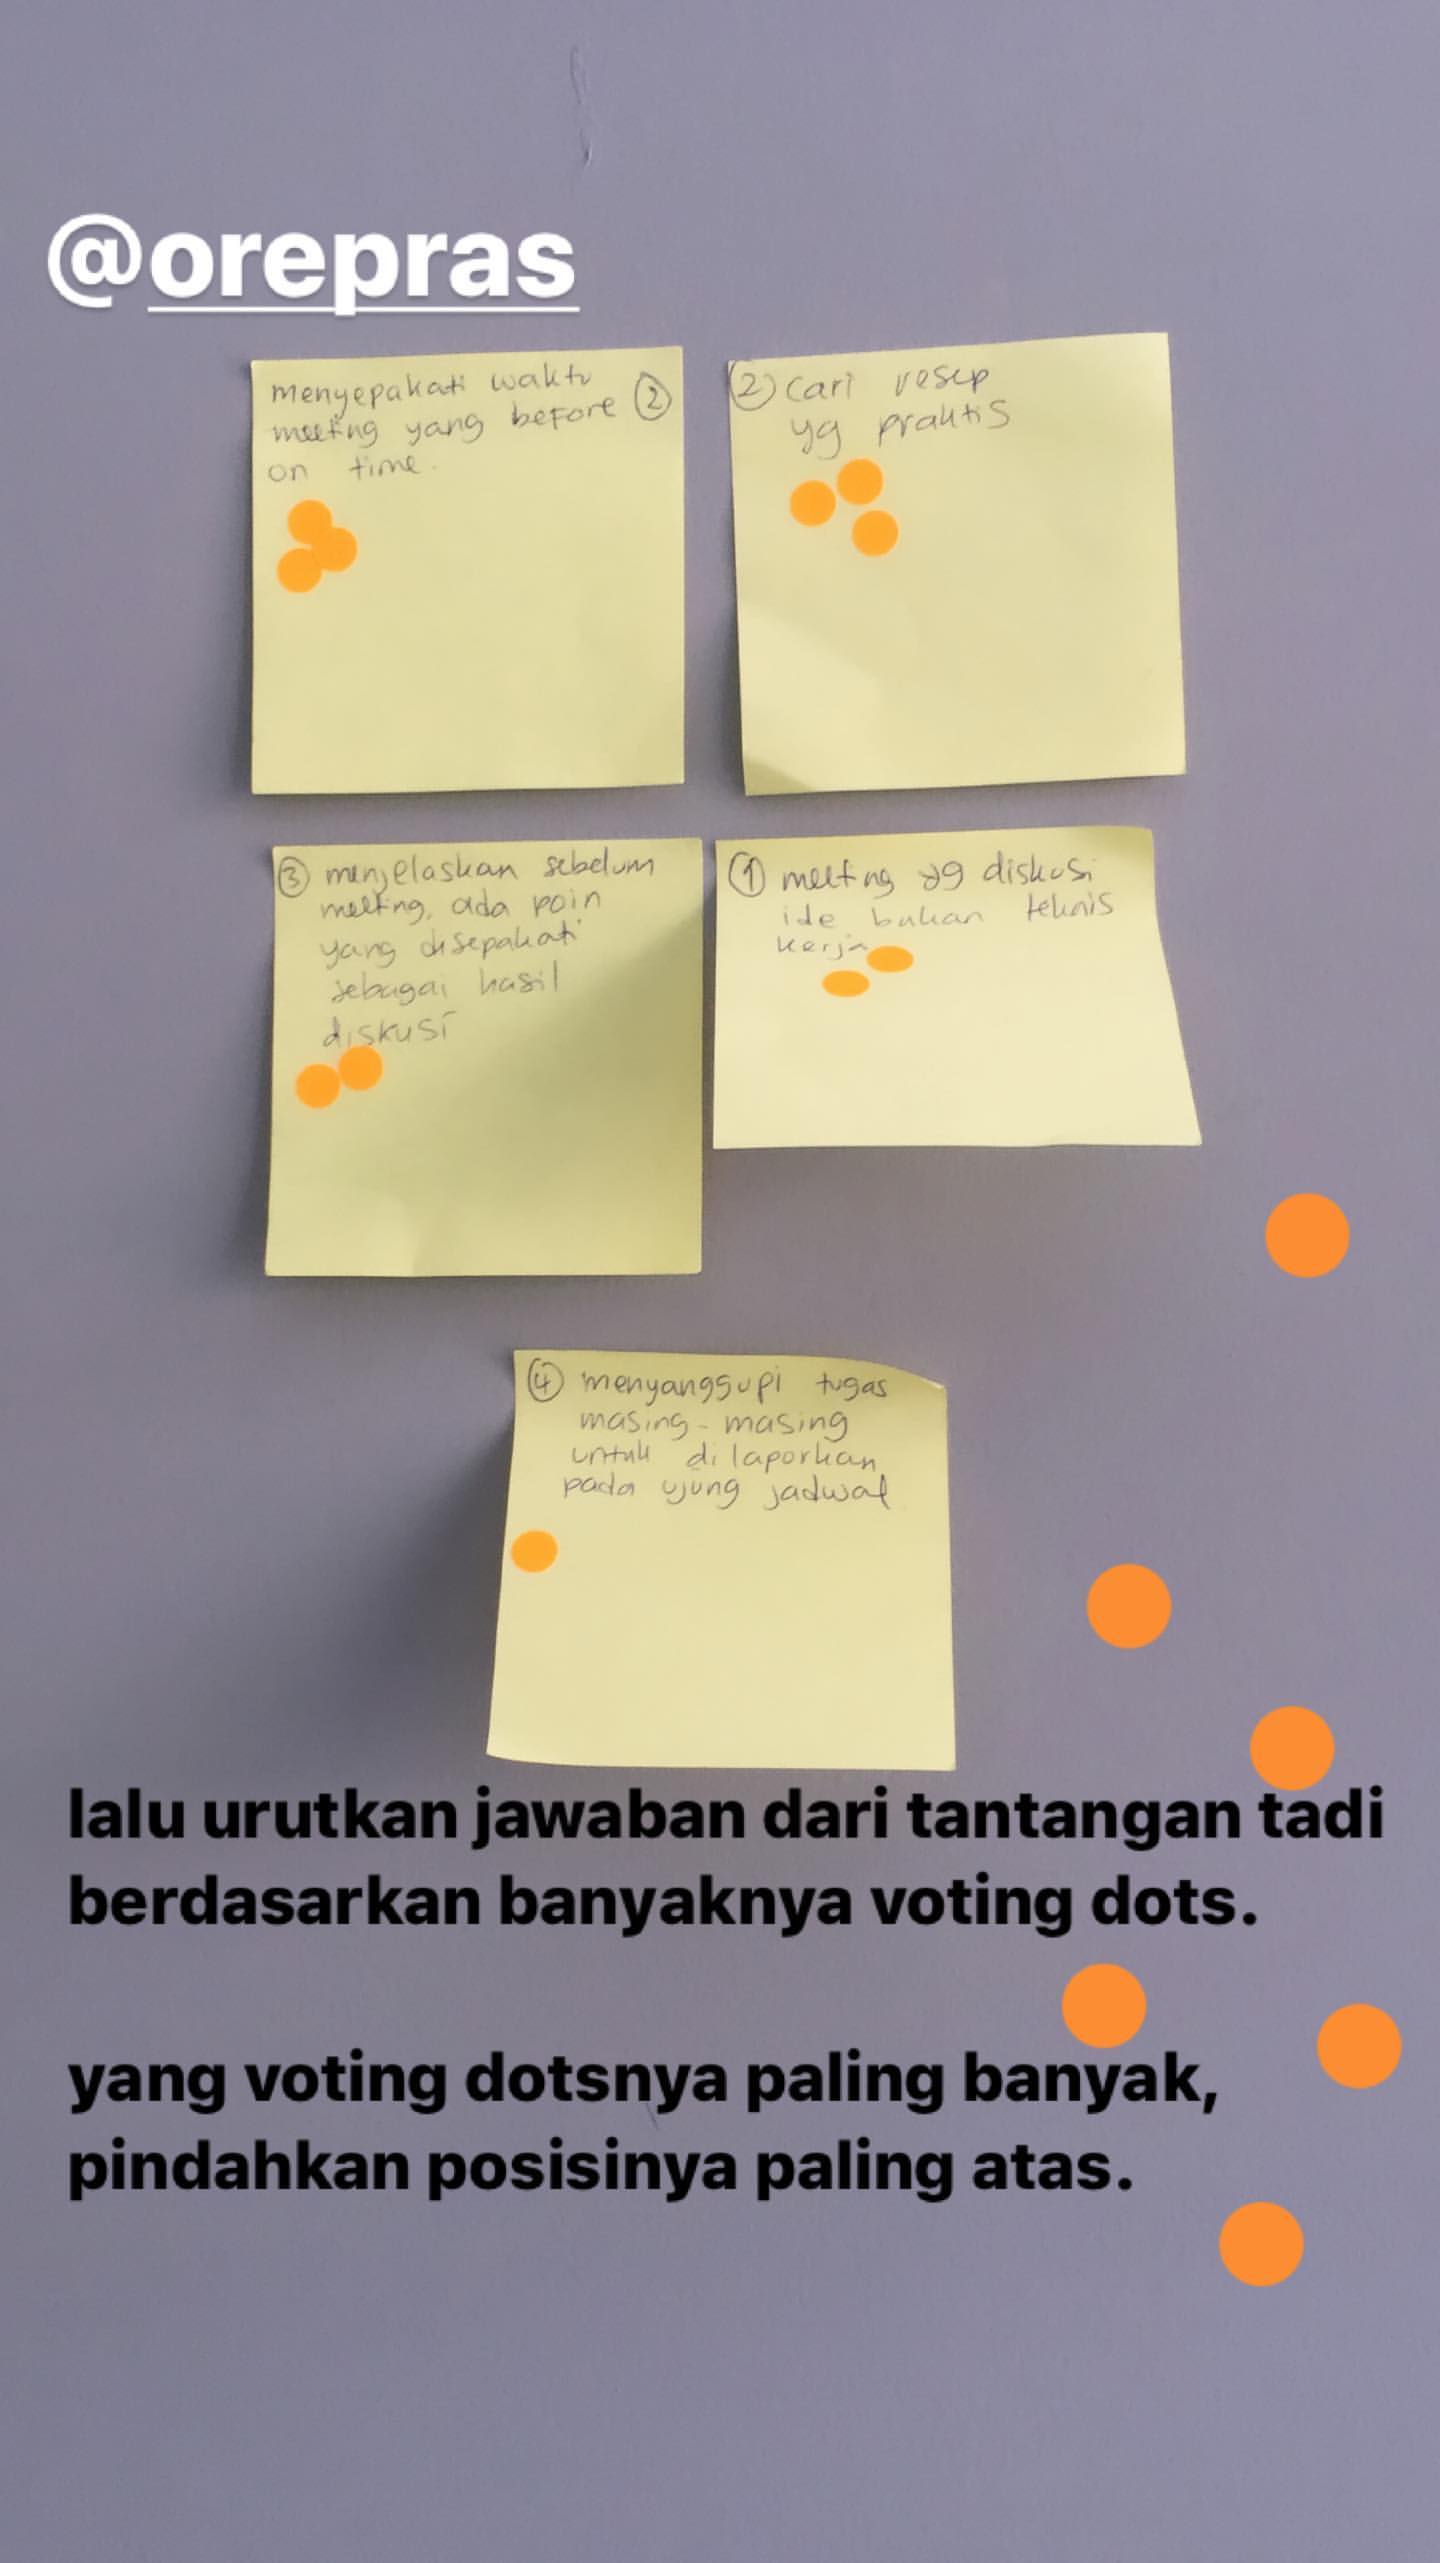 @orepras
menyepakati waktu
meeting yang before ②
on time.
② cari resep
yg praktis
③ menjelaskan sebelum
meeting, ada poin
yang disepakati
sebagai hasil
diskusi
① meeting yg diskusi
ide bukan teknis
kerja
④ menyanggupi tugas
masing-masing
untuk dilaporkan
pada ujung jadwal
lalu urutkan jawaban dari tantangan tadi
berdasarkan banyaknya voting dots.
yang voting dotsnya paling banyak,
pindahkan posisinya paling atas.